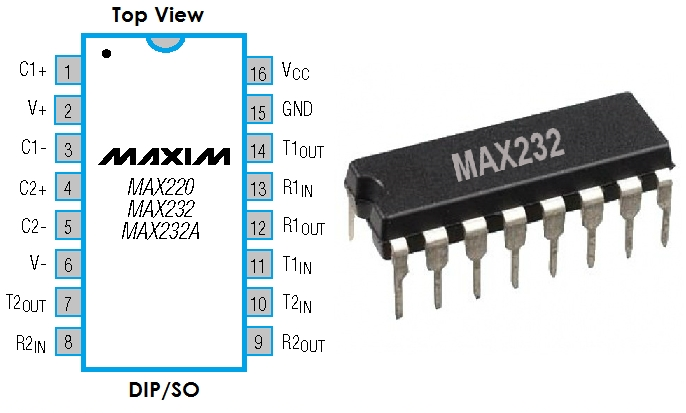 Top View
C1+ 1
V+ 2
C1- 3
C2+ 4
C2- 5
V- 6
T2OUT 7
R2IN 8
16 VCC
15 GND
14 T1OUT
13 R1IN
12 R1OUT
11 T1IN
10 T2IN
9 R2OUT
MAXIM
MAX220
MAX232
MAX232A
DIP/SO
MAX232